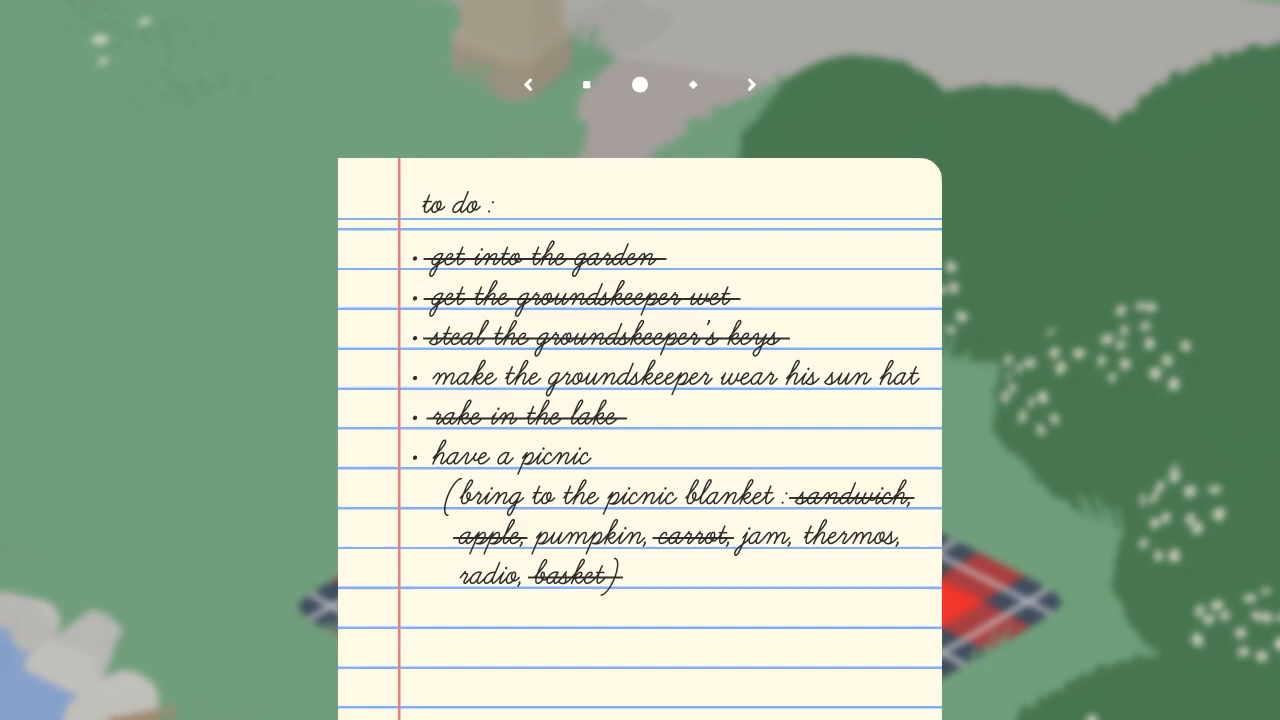 to do :
• get into the garden
• get the groundskeeper wet
• steal the groundskeeper's keys
• make the groundskeeper wear his sun hat
• rake in the lake
• have a picnic
(bring to the picnic blanket : sandwich,
apple, pumpkin, carrot, jam, thermos,
radio, basket)